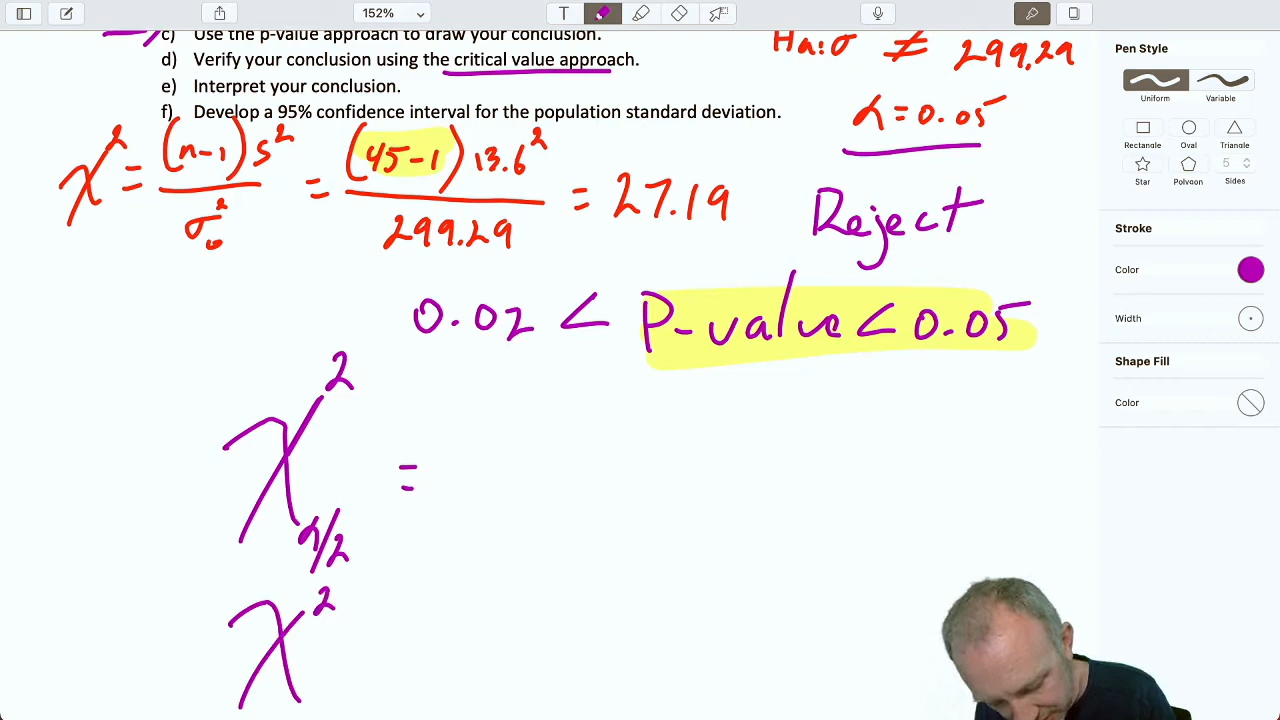 152%
T
c) Use the p-value approach to draw your conclusion.
d) Verify your conclusion using the critical value approach.
e) Interpret your conclusion.
f) Develop a 95% confidence interval for the population standard deviation.
Ha: σ ≠ 299.29
α = 0.05
χ² = (n-1)s² / σ₀² = (45-1)13.6² / 299.29 = 27.19
Reject
0.02 < P-value < 0.05
χ²α/2 =
χ²
Pen Style
Uniform Variable
Rectangle Oval Triangle
Star Polygon 5 Sides
Stroke
Color
Width
Shape Fill
Color